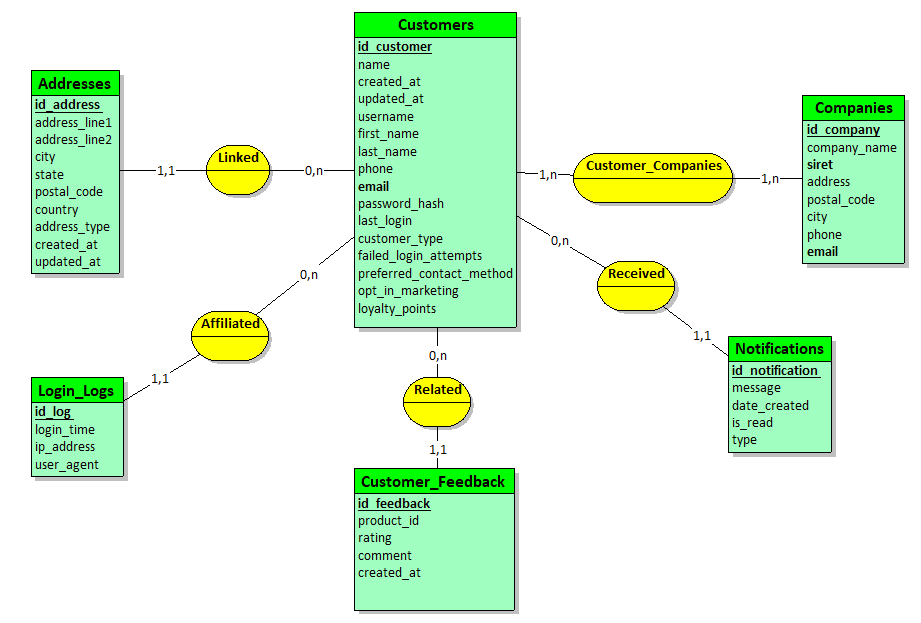 Customers
id_customer
name
created_at
updated_at
username
first_name
last_name
phone
email
password_hash
last_login
customer_type
failed_login_attempts
preferred_contact_method
opt_in_marketing
loyalty_points
Addresses
id_address
address_line1
address_line2
city
state
postal_code
country
address_type
created_at
updated_at
1,1
Linked
0,n
1,n
Customer_Companies
1,n
Companies
id_company
company_name
siret
address
postal_code
city
phone
email
0,n
Received
1,1
Notifications
id_notification
message
date_created
is_read
type
0,n
Affiliated
1,1
Login_Logs
id_log
login_time
ip_address
user_agent
0,n
Related
1,1
Customer_Feedback
id_feedback
product_id
rating
comment
created_at